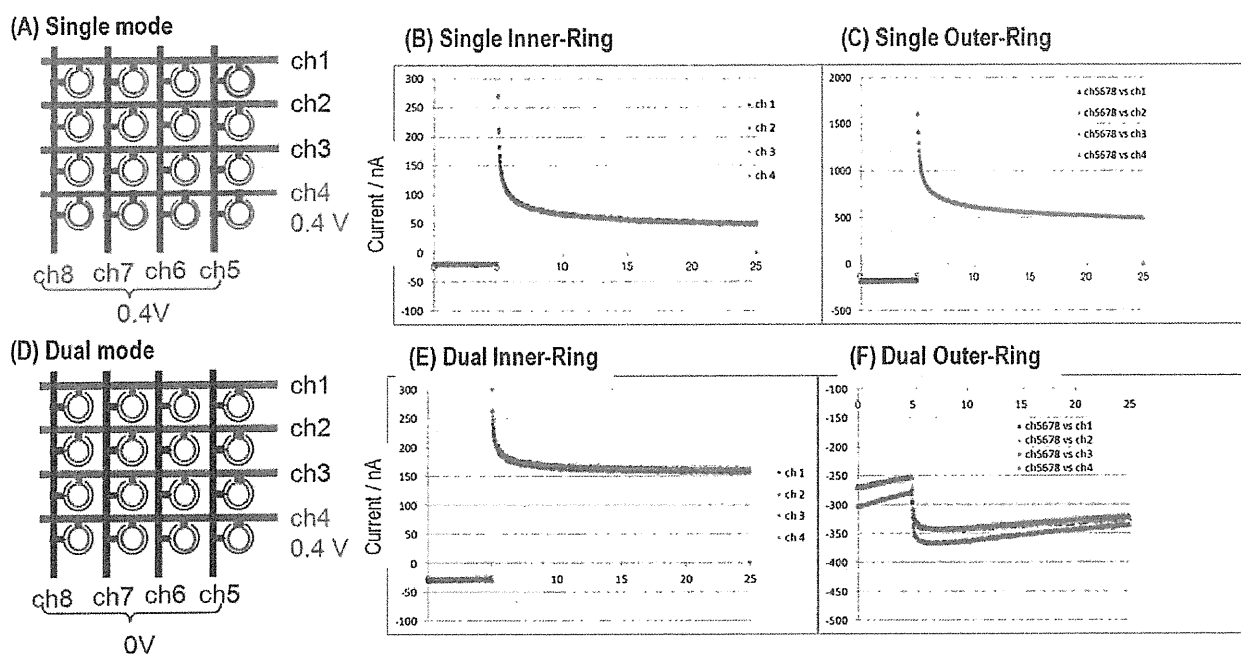 (A) Single mode
ch1
ch2
ch3
ch4
0.4 V
ch8 ch7 ch6 ch5
0.4V
(B) Single Inner-Ring
Current / nA
300
250
200
150
100
50
0
-50
-100
0 5 10 15 20 25
ch 1
ch 2
ch 3
ch 4
(C) Single Outer-Ring
2000
1500
1000
500
0
-500
0 5 10 15 20 25
ch5678 vs ch1
ch5678 vs ch2
ch5678 vs ch3
ch5678 vs ch4
(D) Dual mode
ch1
ch2
ch3
ch4
0.4 V
ch8 ch7 ch6 ch5
0V
(E) Dual Inner-Ring
Current / nA
300
250
200
150
100
50
0
-50
-100
5 10 15 20 25
ch 1
ch 2
ch 3
ch 4
(F) Dual Outer-Ring
-100
-150
-200
-250
-300
-350
-400
-450
-500
0 5 10 15 20 25
ch5678 vs ch1
ch5678 vs ch2
ch5678 vs ch3
ch5678 vs ch4